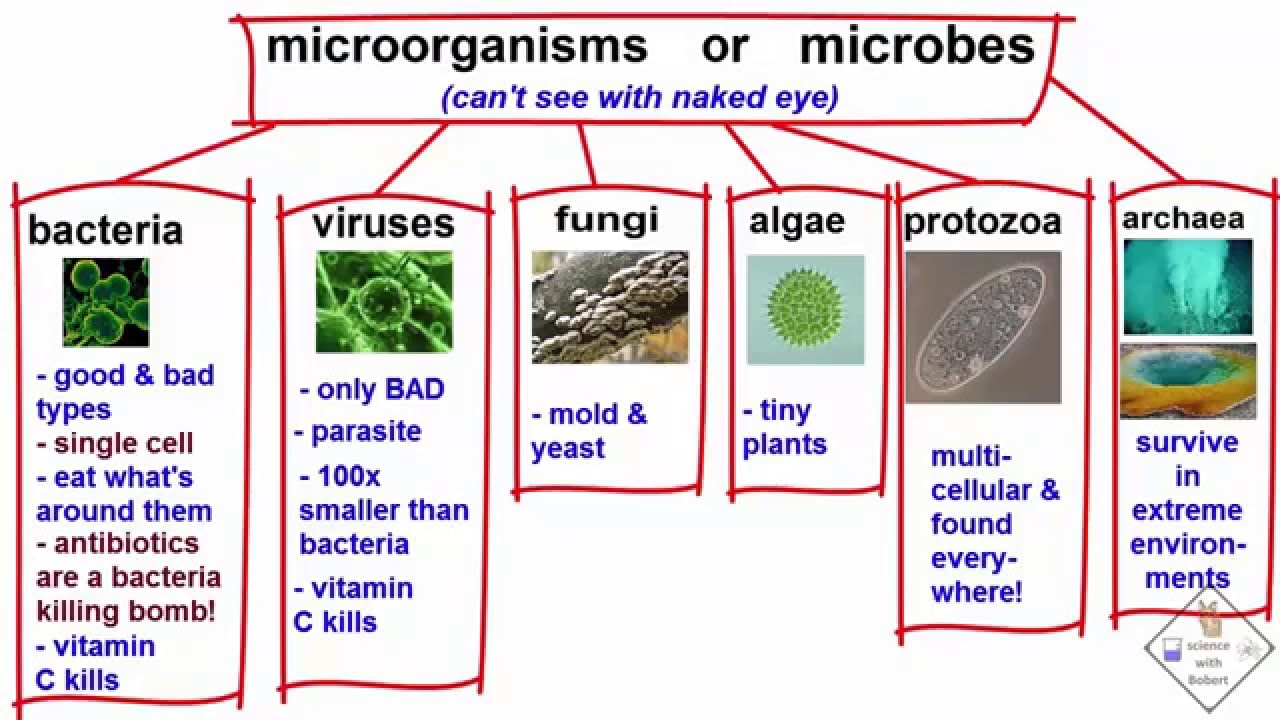 microorganisms or microbes
(can't see with naked eye)
bacteria
- good & bad
types
- single cell
- eat what's
around them
- antibiotics
are a bacteria
killing bomb!
- vitamin
C kills
viruses
- only BAD
- parasite
- 100x
smaller than
bacteria
- vitamin
C kills
fungi
- mold &
yeast
algae
- tiny
plants
protozoa
multi-
cellular &
found
every-
where!
archaea
survive
in
extreme
environ-
ments
science
with
Bobert